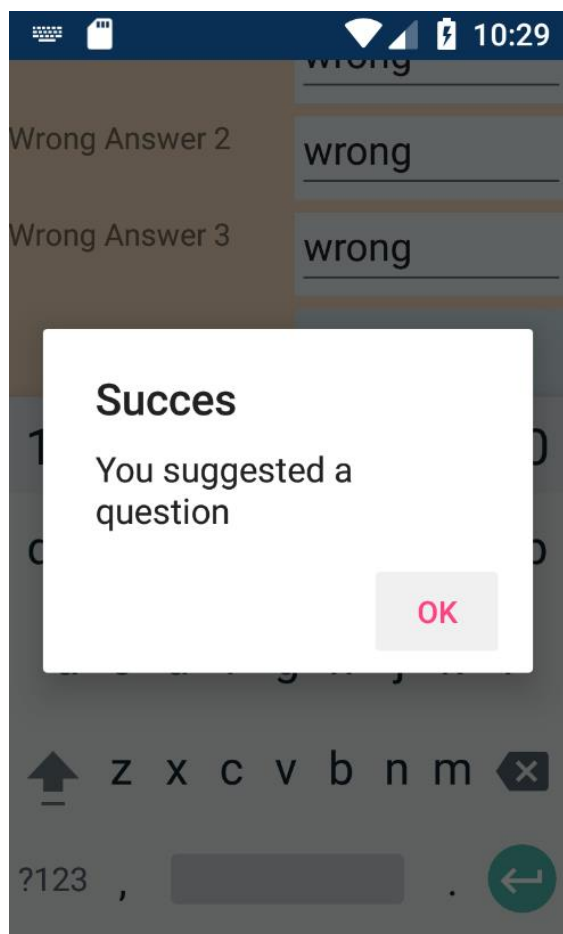 10:29
wrong
Wrong Answer 2
wrong
Wrong Answer 3
wrong
Succes
You suggested a
question
OK
z x c v b n m
?123 , .